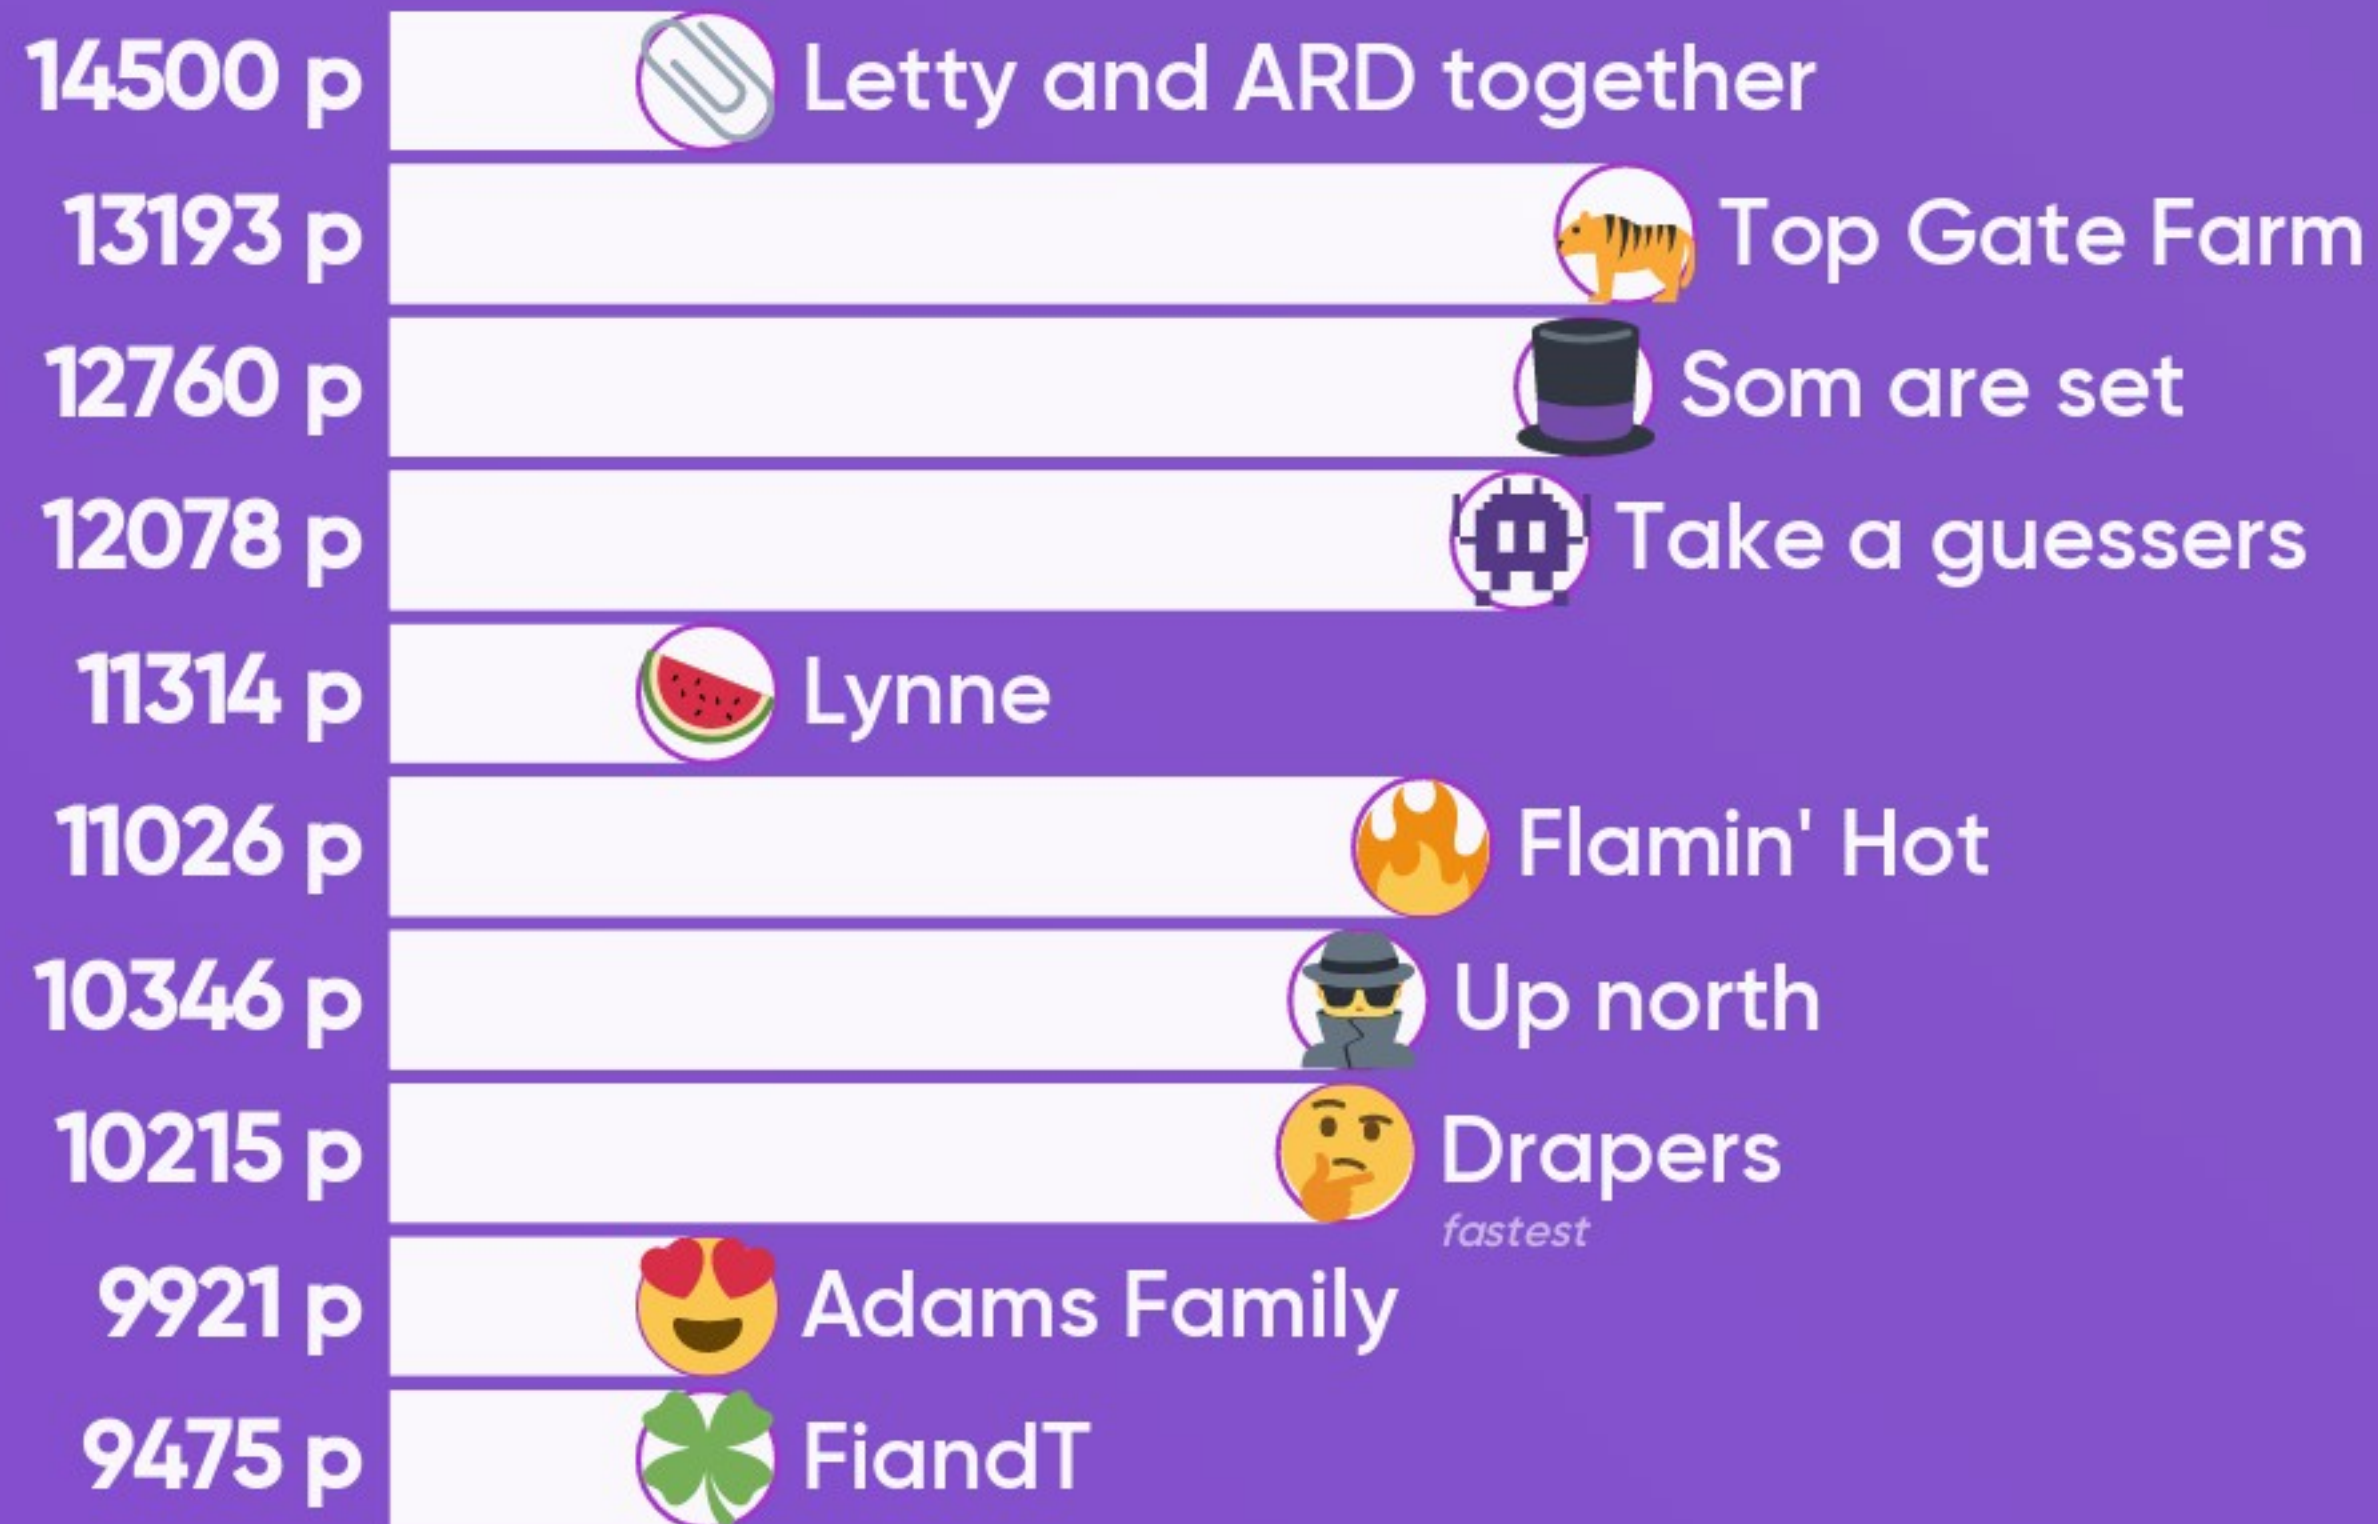 14500 p Letty and ARD together
13193 p Top Gate Farm
12760 p Som are set
12078 p Take a guessers
11314 p Lynne
11026 p Flamin' Hot
10346 p Up north
10215 p Drapers
fastest
9921 p Adams Family
9475 p FiandT